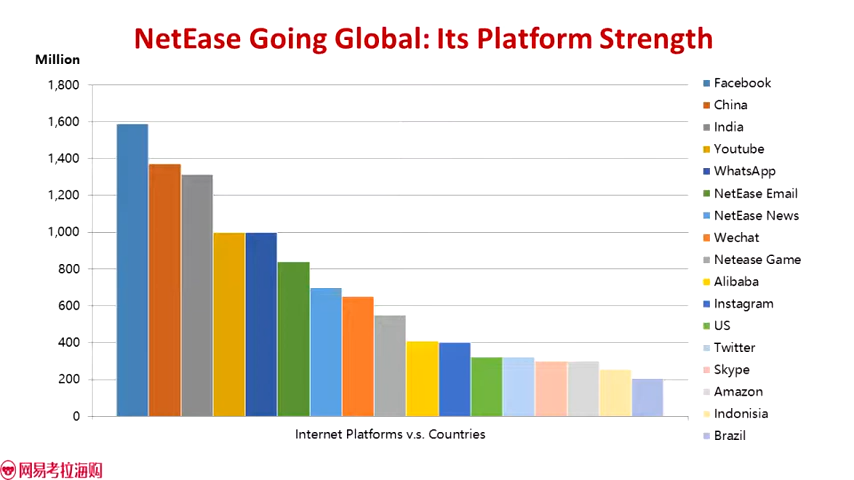 NetEase Going Global: Its Platform Strength
Million
1,800
1,600
1,400
1,200
1,000
800
600
400
200
0
Internet Platforms v.s. Countries
Facebook
China
India
Youtube
WhatsApp
NetEase Email
NetEase News
Wechat
Netease Game
Alibaba
Instagram
US
Twitter
Skype
Amazon
Indonisia
Brazil
网易考拉海购